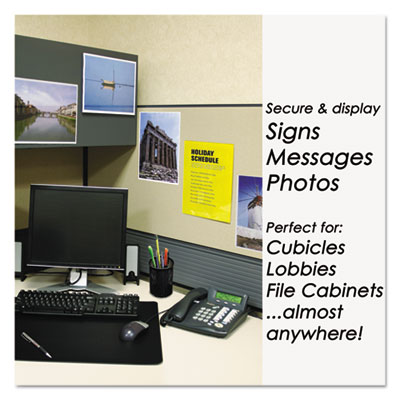 Secure & display
Signs
Messages
Photos
Perfect for:
Cubicles
Lobbies
File Cabinets
...almost
anywhere!
HOLIDAY
SCHEDULE